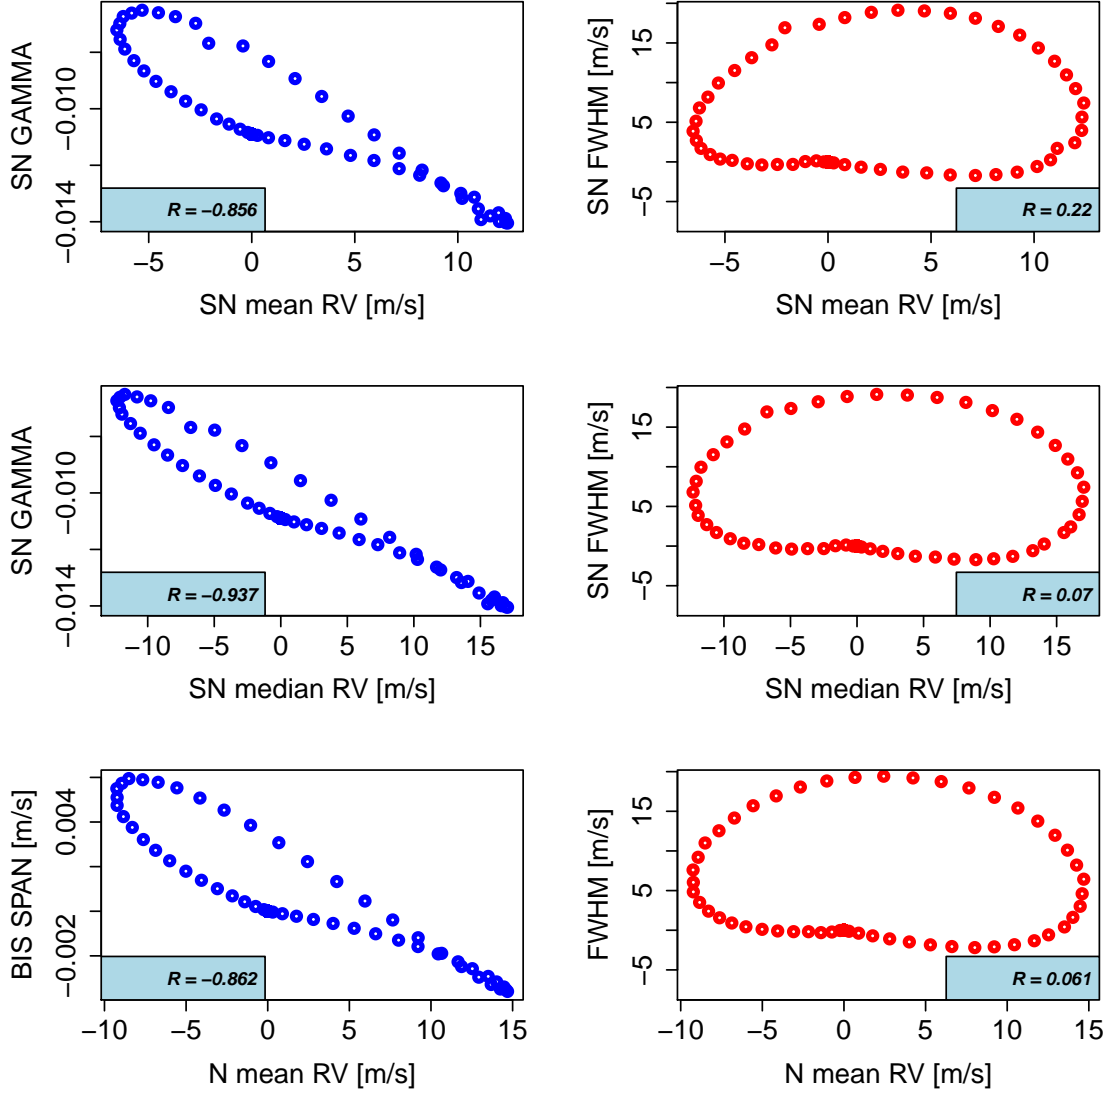 SN GAMMA
−0.014
−0.010
R = −0.856
−5
0
5
10
SN mean RV [m/s]
SN FWHM [m/s]
−5
5
15
R = 0.22
−5
0
5
10
SN mean RV [m/s]
SN GAMMA
−0.014
−0.010
R = −0.937
−10
−5
0
5
10
15
SN median RV [m/s]
SN FWHM [m/s]
−5
5
15
R = 0.07
−10
−5
0
5
10
15
SN median RV [m/s]
BIS SPAN [m/s]
−0.002
0.004
R = −0.862
−10
−5
0
5
10
15
N mean RV [m/s]
FWHM [m/s]
−5
5
15
R = 0.061
−10
−5
0
5
10
15
N mean RV [m/s]